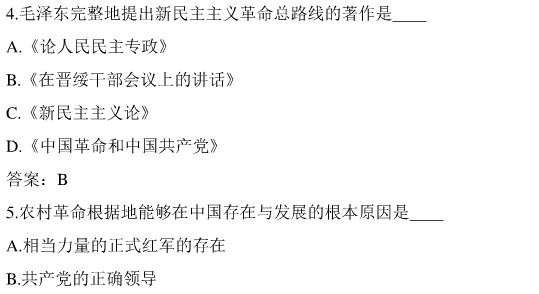 4.毛泽东完整地提出新民主主义革命总路线的著作是____
A.《论人民民主专政》
B.《在晋绥干部会议上的讲话》
C.《新民主主义论》
D.《中国革命和中国共产党》
答案：B
5.农村革命根据地能够在中国存在与发展的根本原因是____
A.相当力量的正式红军的存在
B.共产党的正确领导